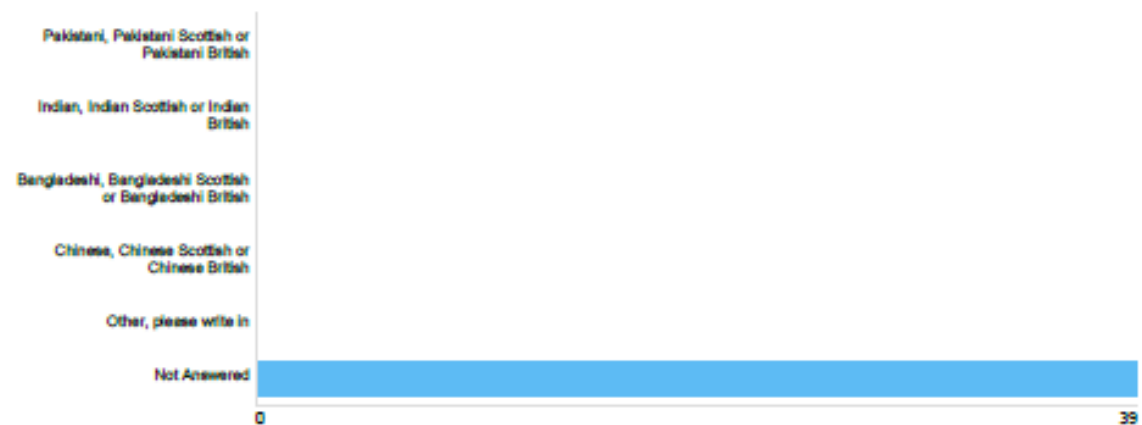 Pakistani, Pakistani Scottish or
Pakistani British
Indian, Indian Scottish or Indian
British
Bangladeshi, Bangladeshi Scottish
or Bangladeshi British
Chinese, Chinese Scottish or
Chinese British
Other, please write in
Not Answered
0
39